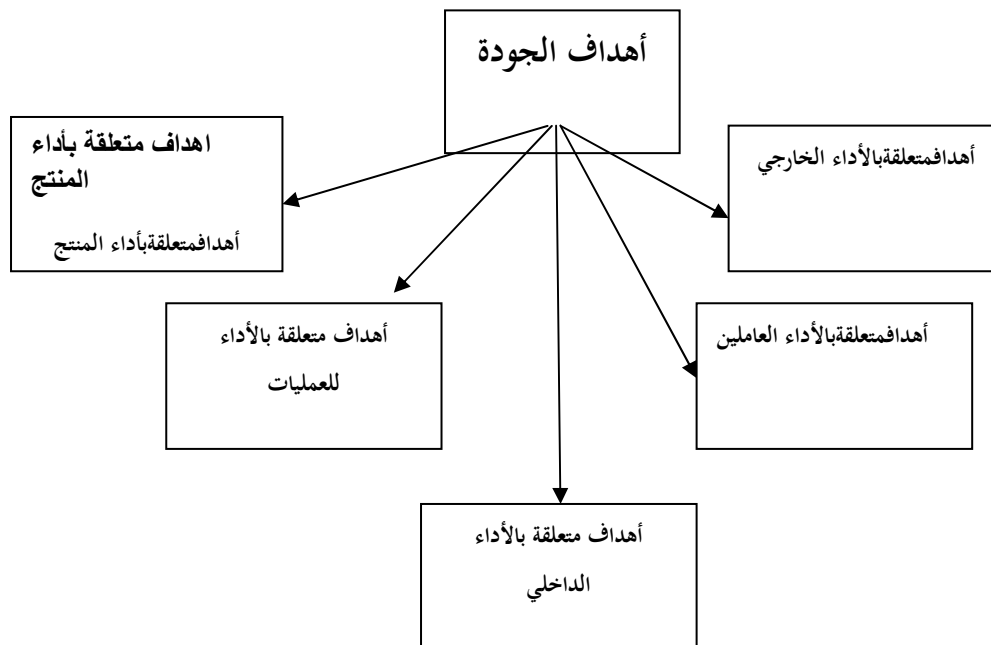 أهداف الجودة
أهدافمتعلقةبالأداء الخارجي
اهداف متعلقة بأداء
المنتج
أهدافمتعلقةبأداء المنتج
أهدافمتعلقةبالأداء العاملين
أهداف متعلقة بالأداء
للعمليات
أهداف متعلقة بالأداء
الداخلي